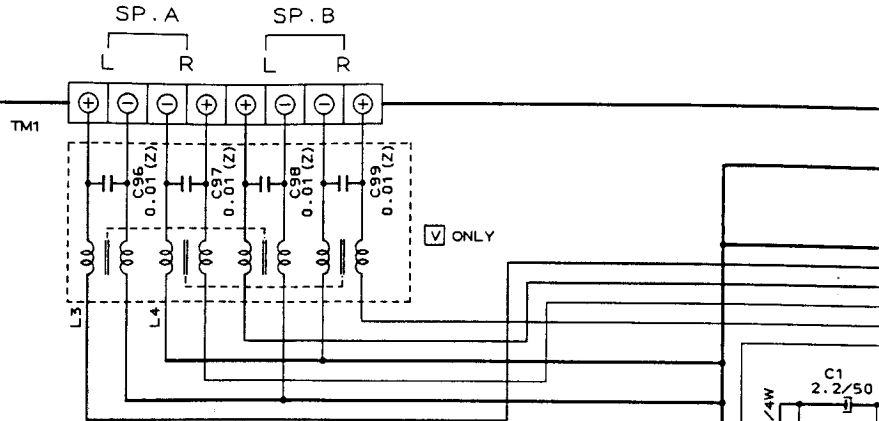 SP.A
SP.B
L
R
L
R
+
−
−
+
+
−
−
+
TM1
C96
0.01(Z)
C97
0.01(Z)
C98
0.01(Z)
C99
0.01(Z)
V ONLY
L3
L4
C1
2.2/50
/4W